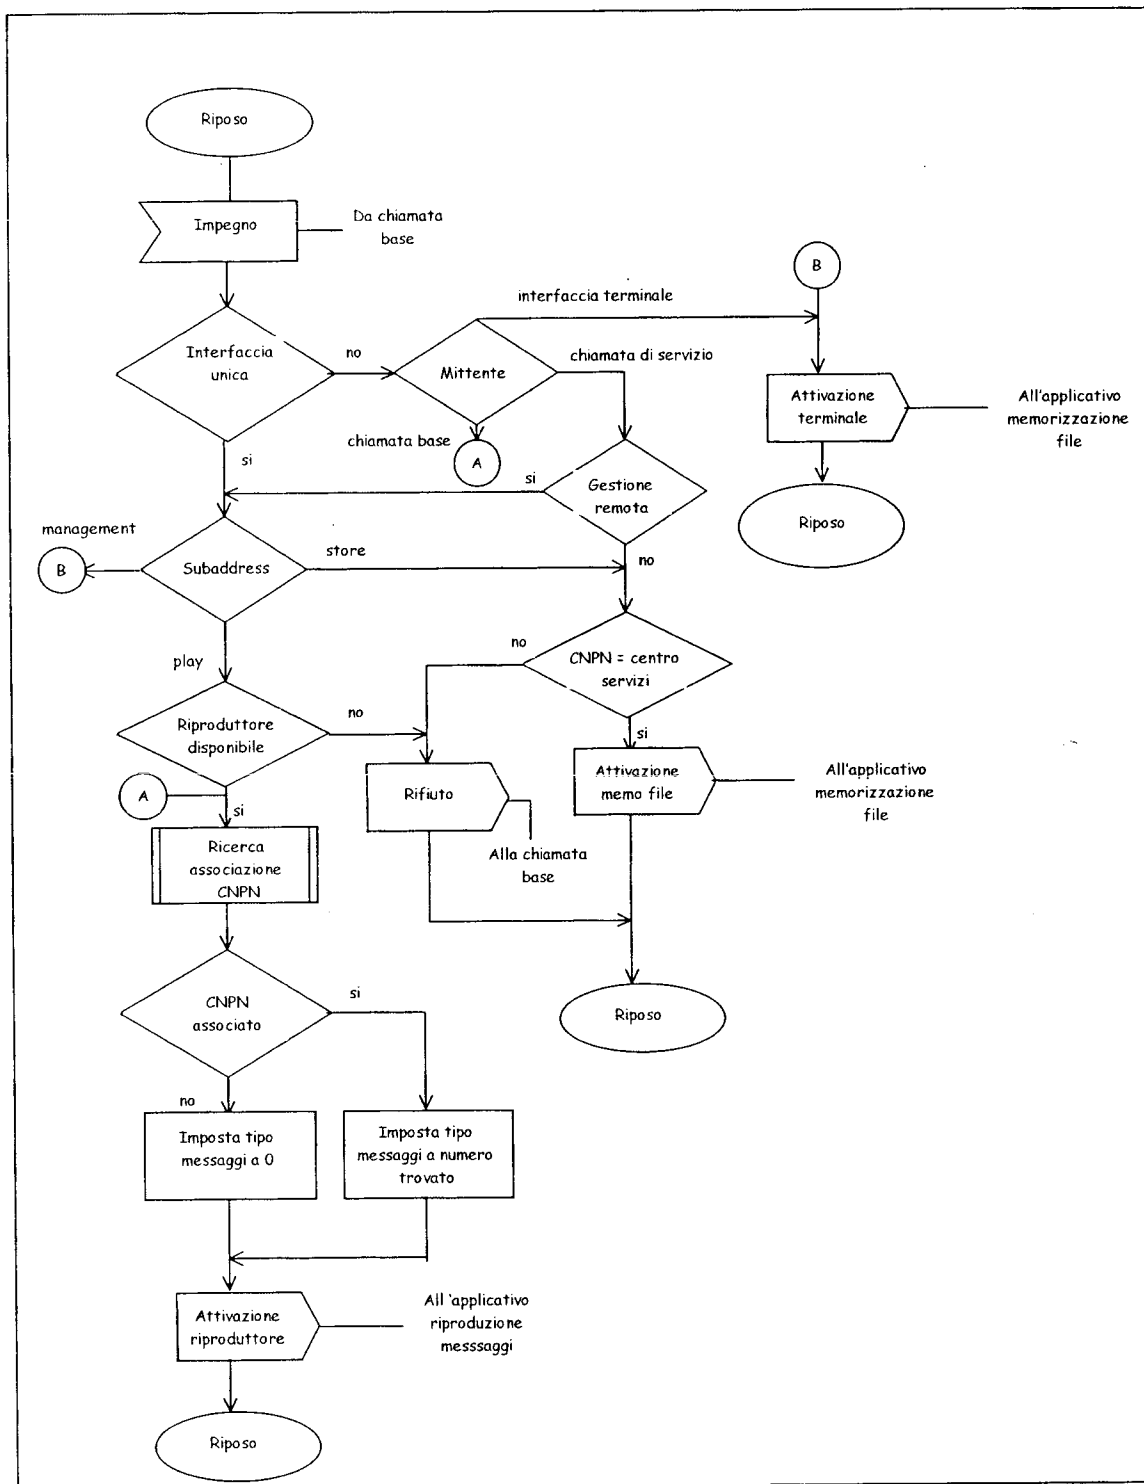 Riposo
Impegno
Da chiamata
base
B
interfaccia terminale
Interfaccia
unica
no
Mittente
chiamata di servizio
Attivazione
terminale
All'applicativo
memorizzazione
file
chiamata base
A
si
si
Gestione
remota
Riposo
management
B
Subaddress
store
no
play
no
CNPN = centro
servizi
Riproduttore
disponibile
no
si
Rifiuto
Attivazione
memo file
All'applicativo
memorizzazione
file
A
si
Alla chiamata
base
Ricerca
associazione
CNPN
CNPN
associato
si
Riposo
no
Imposta tipo
messaggi a 0
Imposta tipo
messaggi a numero
trovato
Attivazione
riproduttore
All 'applicativo
riproduzione
messsaggi
Riposo